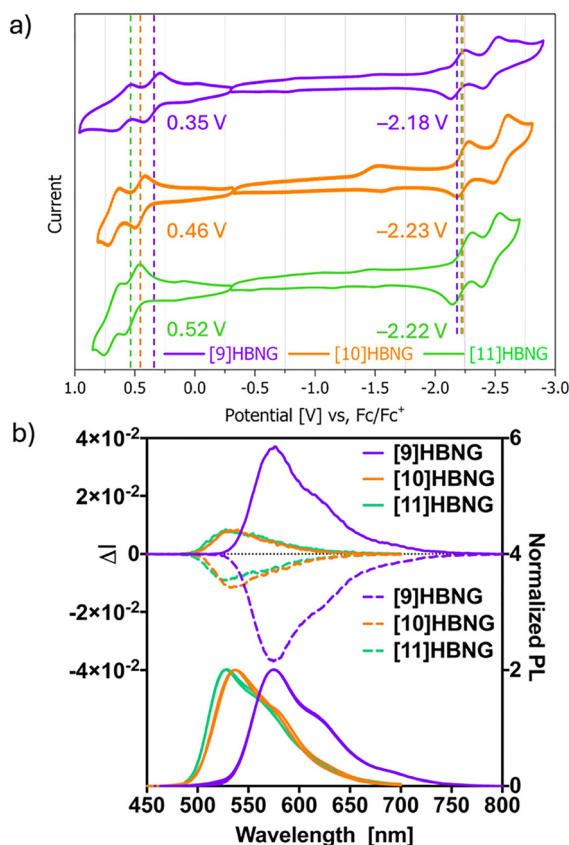 a)
Current
0.35 V
−2.18 V
0.46 V
−2.23 V
0.52 V
−2.22 V
[9]HBNG [10]HBNG [11]HBNG
1.0 0.5 0.0 -0.5 -1.0 -1.5 -2.0 -2.5 -3.0
Potential [V] vs, Fc/Fc⁺
b)
4×10⁻²
2×10⁻²
0
-2×10⁻²
-4×10⁻²
ΔI
[9]HBNG
[10]HBNG
[11]HBNG
[9]HBNG
[10]HBNG
[11]HBNG
6
4
2
0
Normalized PL
450 500 550 600 650 700 750 800
Wavelength [nm]